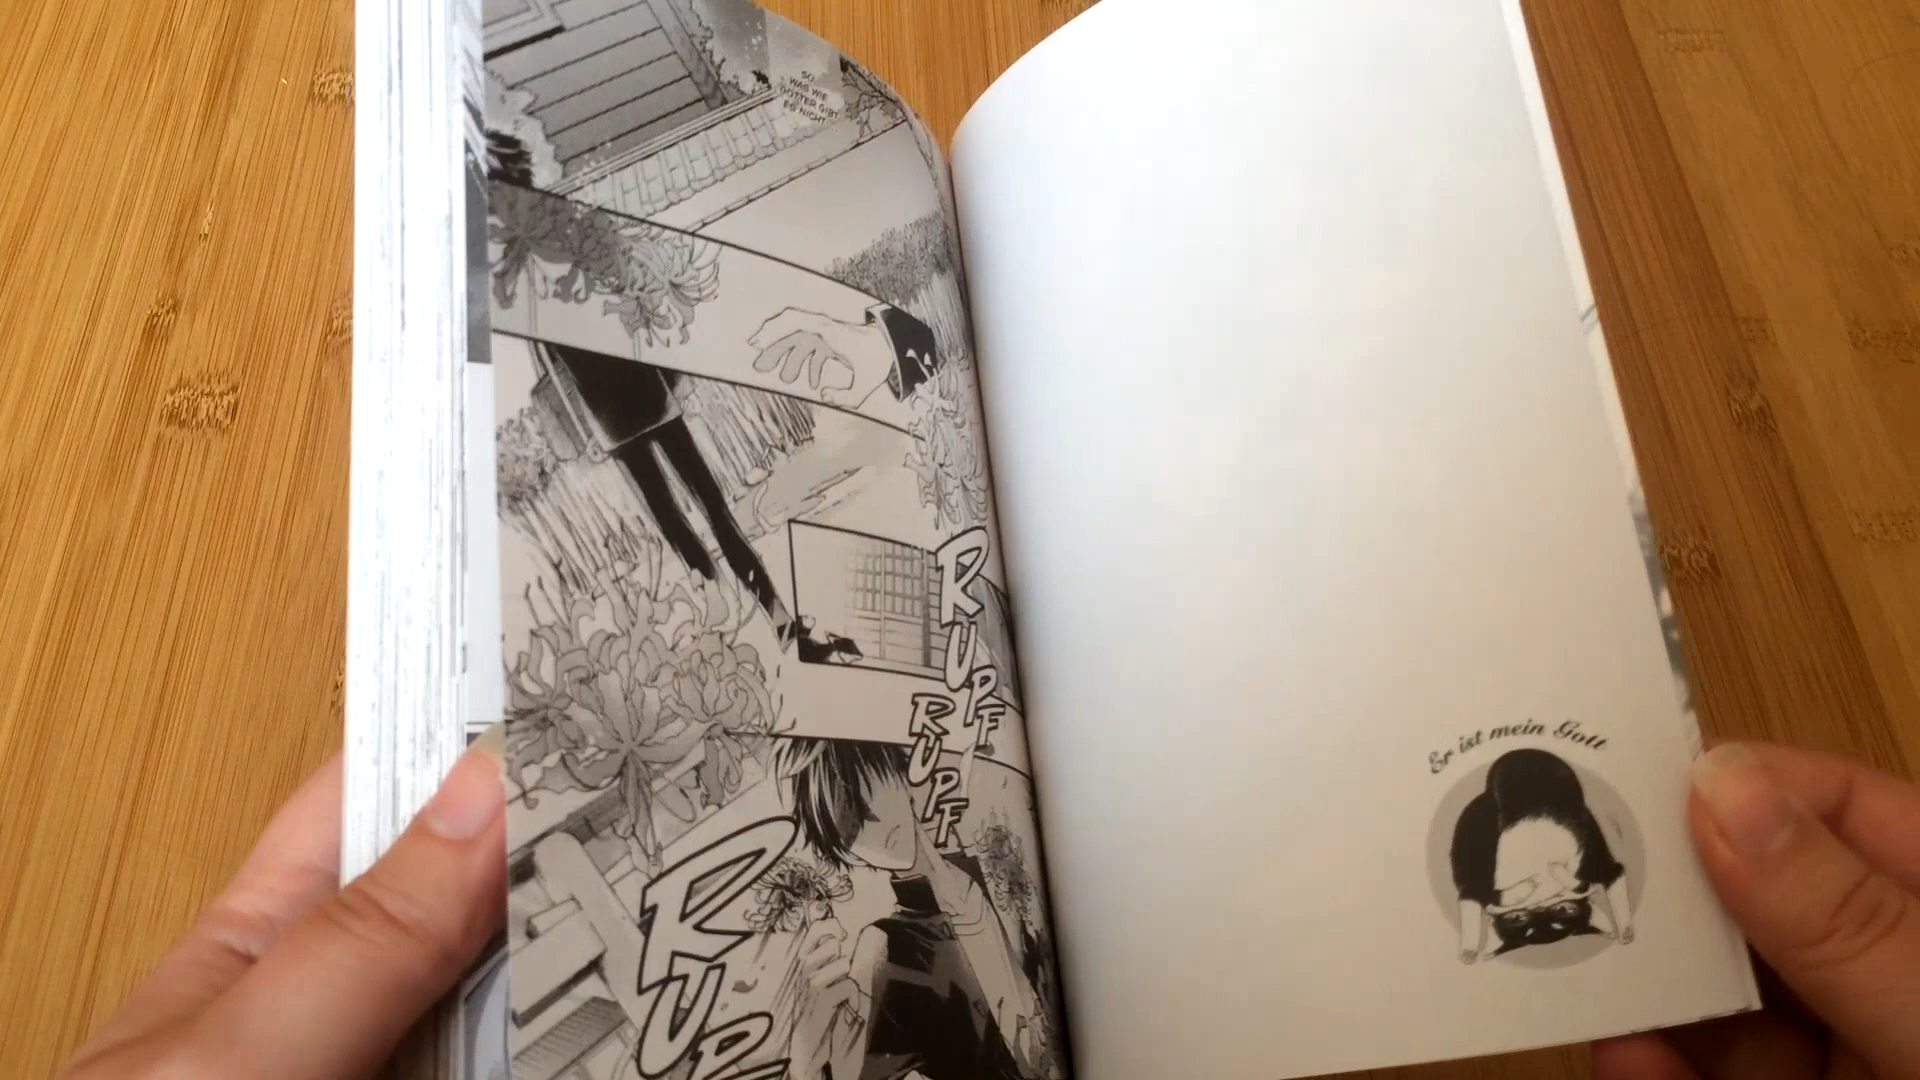 SO
WAS WIE
GÖTTER GIBT
ES NICHT...
RUPF
RUPF
RUPF
Er ist mein Gott